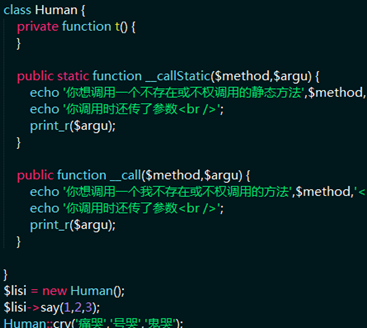 class Human {
private function t() {
}
public static function __callStatic($method,$argu) {
echo '你想调用一个不存在或不权调用的静态方法',$method,
echo '你调用时还传了参数<br />';
print_r($argu);
}
public function __call($method,$argu) {
echo '你想调用一个我不存在或不权调用的方法',$method,'<
echo '你调用时还传了参数<br />';
print_r($argu);
}
}
$lisi = new Human();
$lisi->say(1,2,3);
Human::cry('痛哭','号哭','鬼哭');